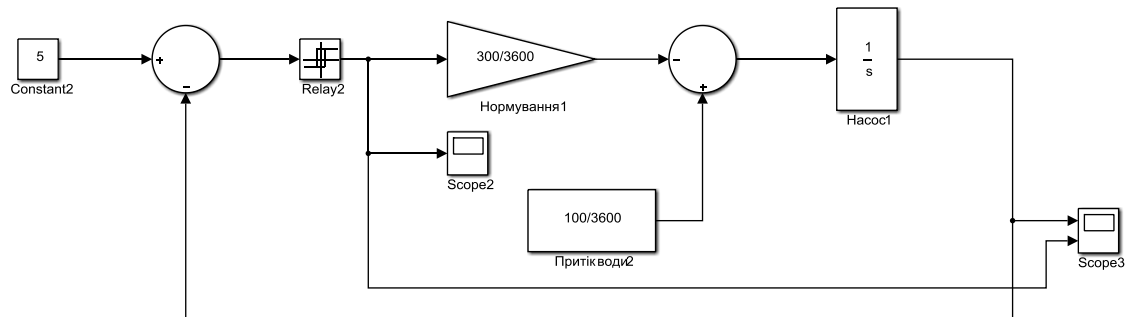 5
Constant2
+
−
Relay2
300/3600
Нормування1
−
+
1
s
Насос1
Scope2
100/3600
Притік води2
Scope3